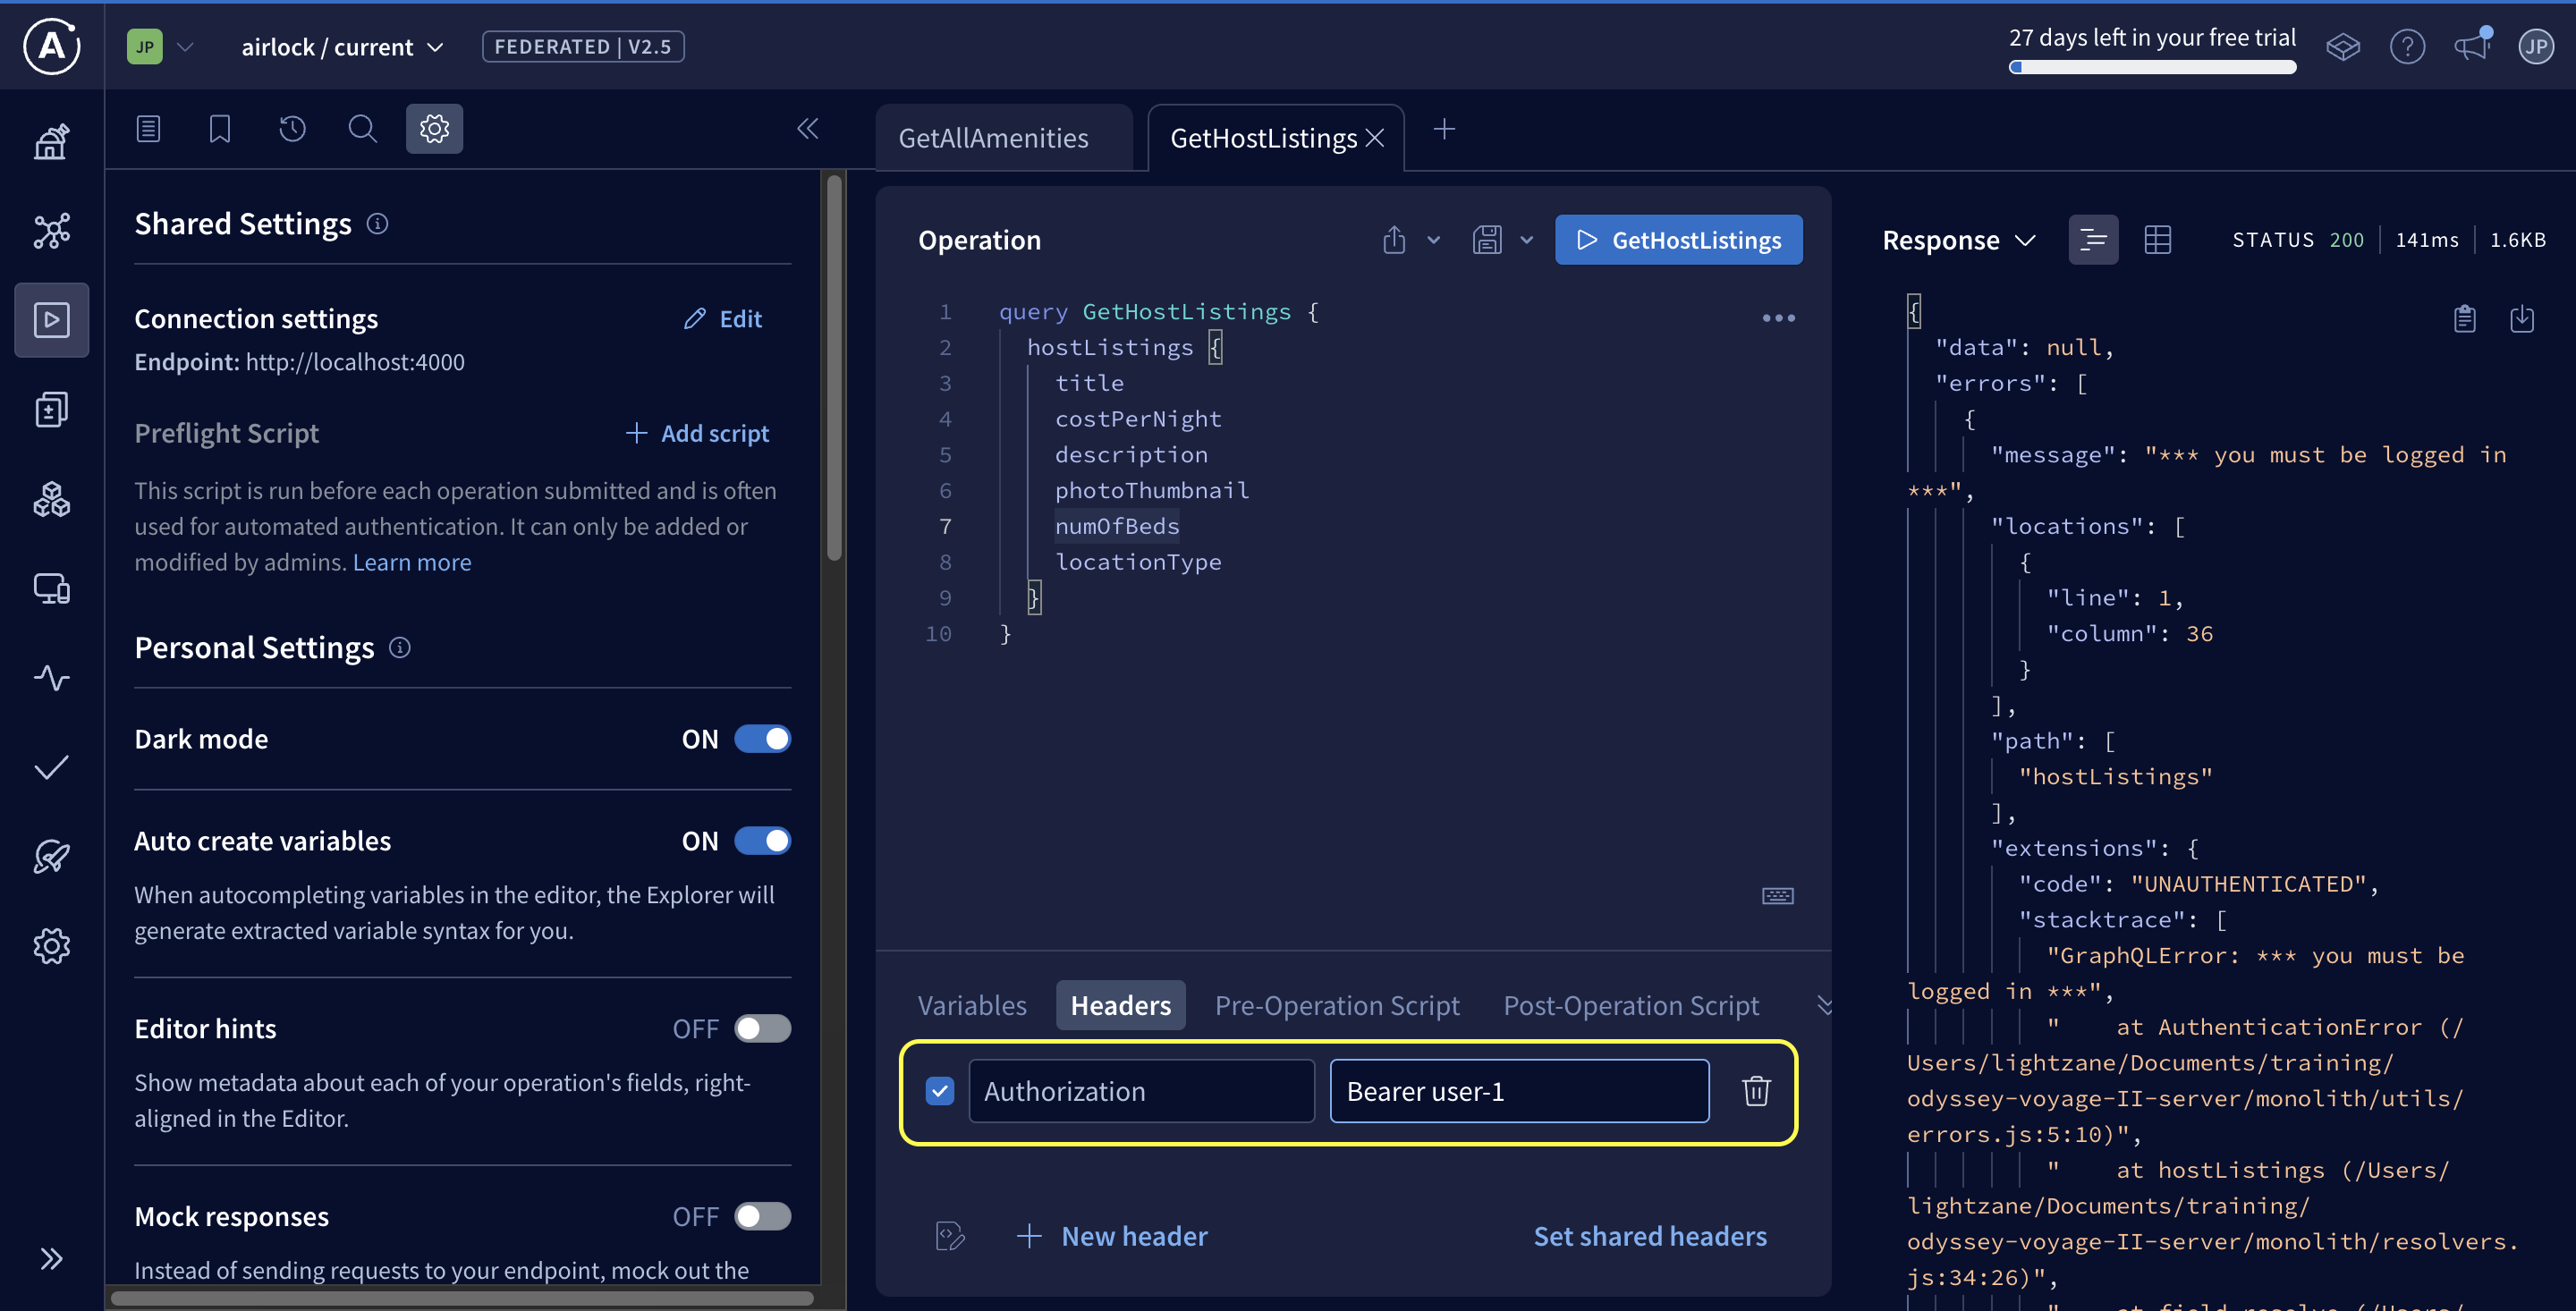 JP
airlock / current
FEDERATED | V2.5
27 days left in your free trial
JP
Shared Settings
Connection settings
Edit
Endpoint: http://localhost:4000
Preflight Script
Add script
This script is run before each operation submitted and is often
used for automated authentication. It can only be added or
modified by admins. Learn more
Personal Settings
Dark mode
ON
Auto create variables
ON
When autocompleting variables in the editor, the Explorer will
generate extracted variable syntax for you.
Editor hints
OFF
Show metadata about each of your operation's fields, right-
aligned in the Editor.
Mock responses
OFF
Instead of sending requests to your endpoint, mock out the
GetAllAmenities
GetHostListings
Operation
GetHostListings
1 query GetHostListings {
2 hostListings {
3 title
4 costPerNight
5 description
6 photoThumbnail
7 numOfBeds
8 locationType
9 }
10 }
Variables
Headers
Pre-Operation Script
Post-Operation Script
Authorization
Bearer user-1
New header
Set shared headers
Response
STATUS 200
141ms
1.6KB
{
"data": null,
"errors": [
{
"message": "*** you must be logged in
***",
"locations": [
{
"line": 1,
"column": 36
}
],
"path": [
"hostListings"
],
"extensions": {
"code": "UNAUTHENTICATED",
"stacktrace": [
"GraphQLError: *** you must be
logged in ***",
"    at AuthenticationError (/
Users/lightzane/Documents/training/
odyssey-voyage-II-server/monolith/utils/
errors.js:5:10)",
"    at hostListings (/Users/
lightzane/Documents/training/
odyssey-voyage-II-server/monolith/resolvers.
js:34:26)",